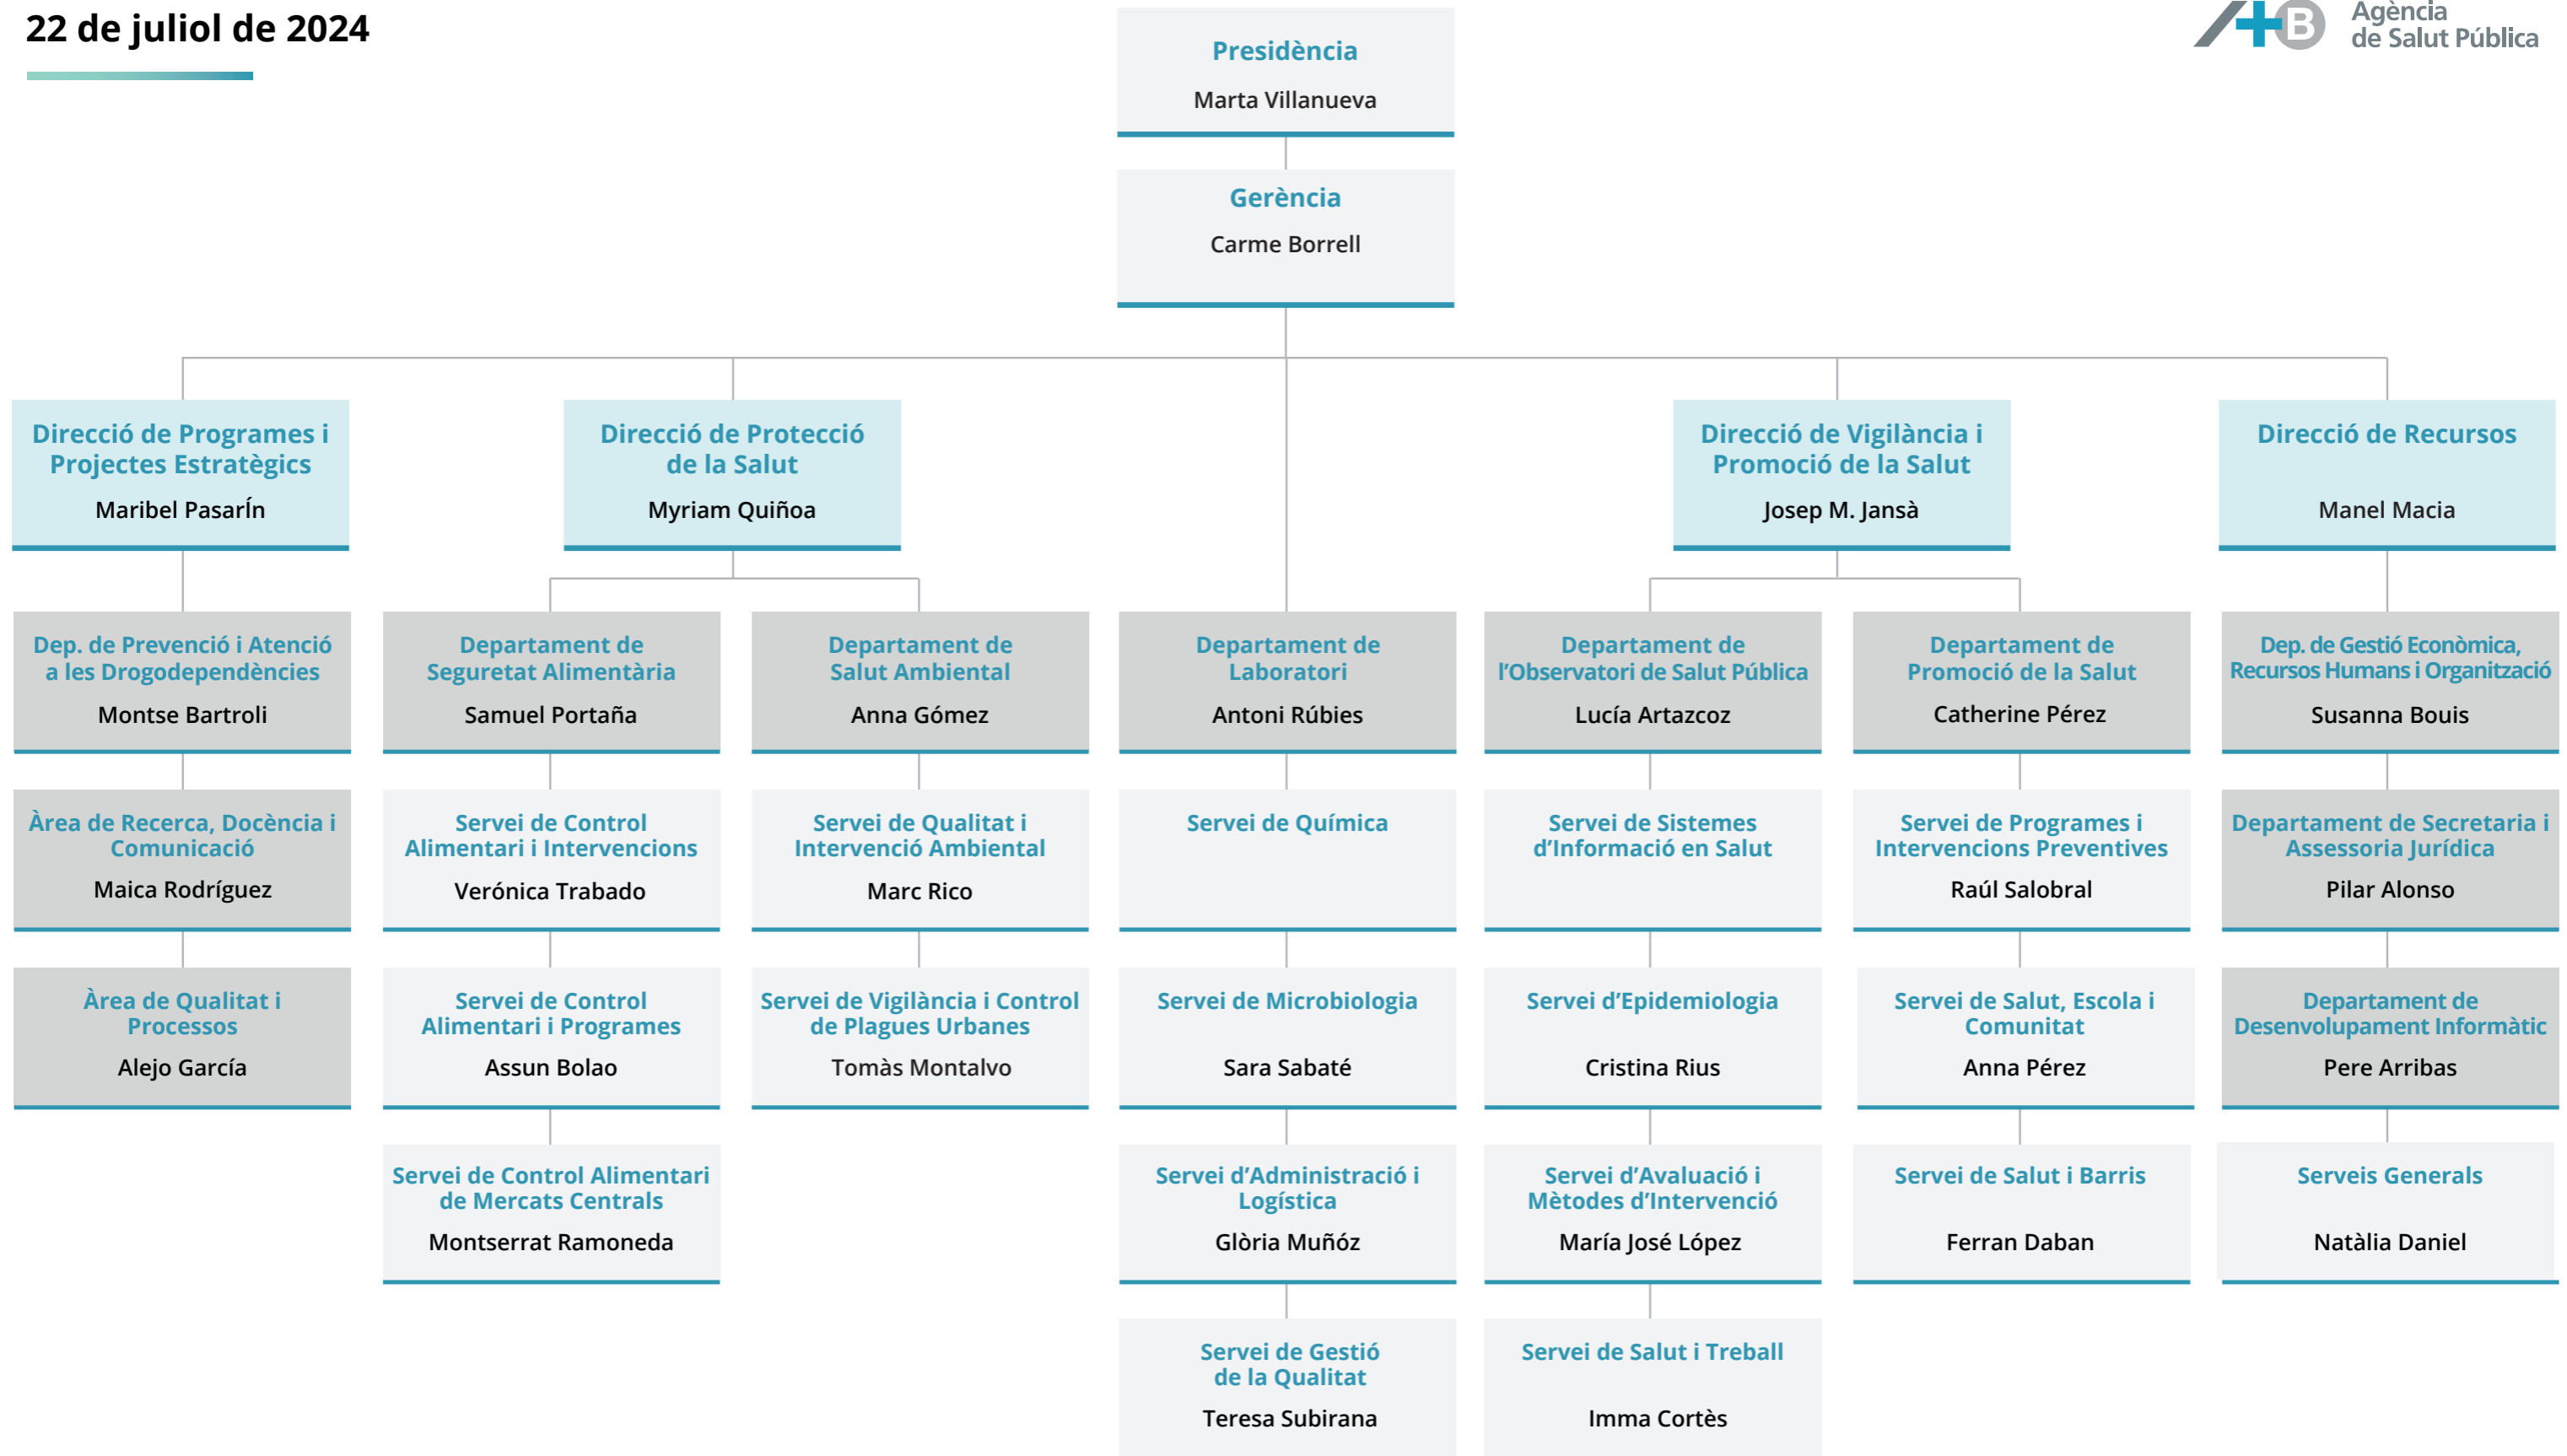 22 de juliol de 2024
B
Agència
de Salut Pública
Presidència
Marta Villanueva
Gerència
Carme Borrell
Direcció de Programes i
Projectes Estratègics
Maribel PasarÍn
Direcció de Protecció
de la Salut
Myriam Quiñoa
Direcció de Vigilància i
Promoció de la Salut
Josep M. Jansà
Direcció de Recursos
Manel Macia
Dep. de Prevenció i Atenció
a les Drogodependències
Montse Bartroli
Departament de
Seguretat Alimentària
Samuel Portaña
Departament de
Salut Ambiental
Anna Gómez
Departament de
Laboratori
Antoni Rúbies
Departament de
l’Observatori de Salut Pública
Lucía Artazcoz
Departament de
Promoció de la Salut
Catherine Pérez
Dep. de Gestió Econòmica,
Recursos Humans i Organització
Susanna Bouis
Àrea de Recerca, Docència i
Comunicació
Maica Rodríguez
Servei de Control
Alimentari i Intervencions
Verónica Trabado
Servei de Qualitat i
Intervenció Ambiental
Marc Rico
Servei de Química
Servei de Sistemes
d’Informació en Salut
Servei de Programes i
Intervencions Preventives
Raúl Salobral
Departament de Secretaria i
Assessoria Jurídica
Pilar Alonso
Àrea de Qualitat i
Processos
Alejo García
Servei de Control
Alimentari i Programes
Assun Bolao
Servei de Vigilància i Control
de Plagues Urbanes
Tomàs Montalvo
Servei de Microbiologia
Sara Sabaté
Servei d’Epidemiologia
Cristina Rius
Servei de Salut, Escola i
Comunitat
Anna Pérez
Departament de
Desenvolupament Informàtic
Pere Arribas
Servei de Control Alimentari
de Mercats Centrals
Montserrat Ramoneda
Servei d’Administració i
Logística
Glòria Muñóz
Servei d’Avaluació i
Mètodes d’Intervenció
María José López
Servei de Salut i Barris
Ferran Daban
Serveis Generals
Natàlia Daniel
Servei de Gestió
de la Qualitat
Teresa Subirana
Servei de Salut i Treball
Imma Cortès